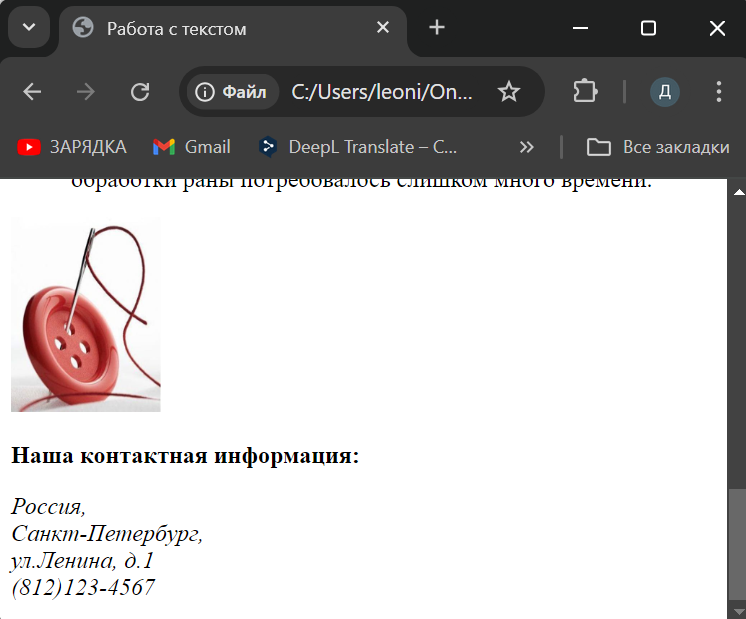 Работа с текстом
Файл
C:/Users/leoni/On...
Д
ЗАРЯДКА
Gmail
DeepL Translate – C...
Все закладки
обработки раны потребовалось слишком много времени.
Наша контактная информация:
Россия,
Санкт-Петербург,
ул.Ленина, д.1
(812)123-4567